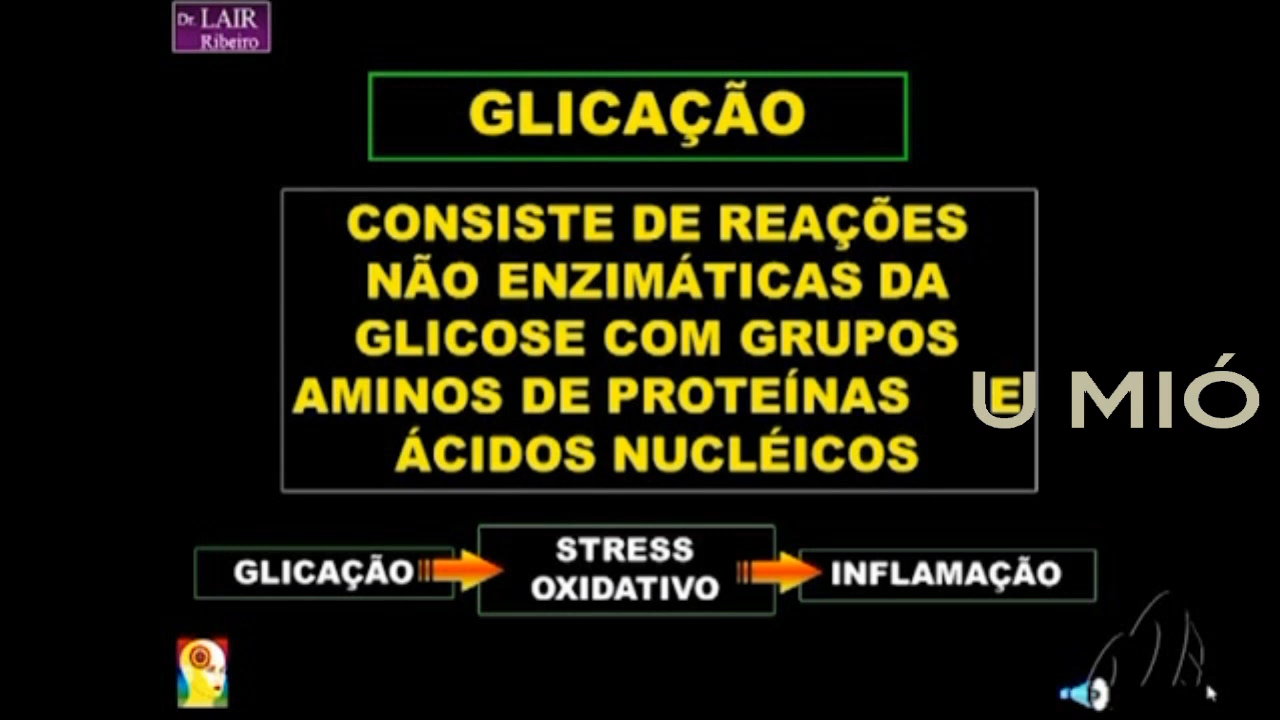 Dr. LAIR
Ribeiro
GLICAÇÃO
CONSISTE DE REAÇÕES
NÃO ENZIMÁTICAS DA
GLICOSE COM GRUPOS
AMINOS DE PROTEÍNAS E
ÁCIDOS NUCLÉICOS
U MIÓ
GLICAÇÃO
STRESS
OXIDATIVO
INFLAMAÇÃO